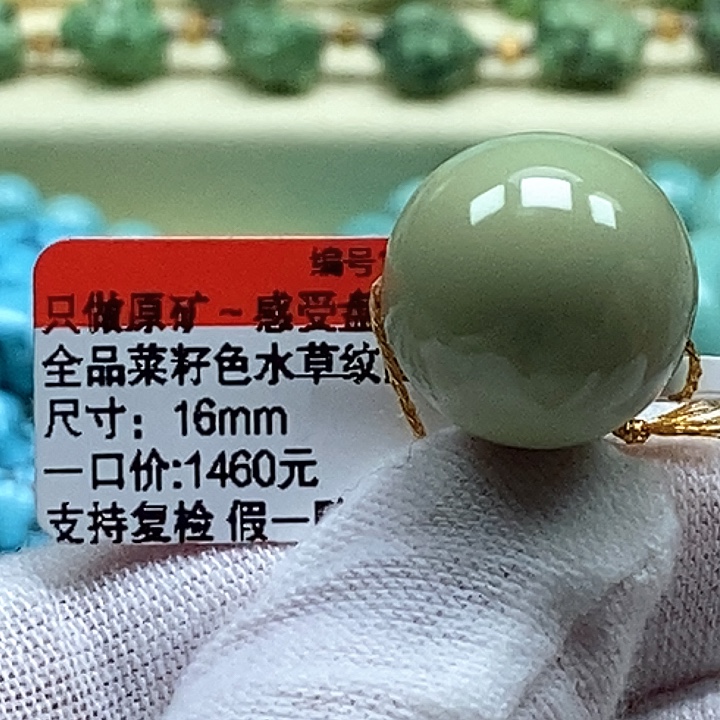 编号
只做原矿~感受盘
全品菜籽色水草纹
尺寸：16mm
一口价:1460元
支持复检 假一